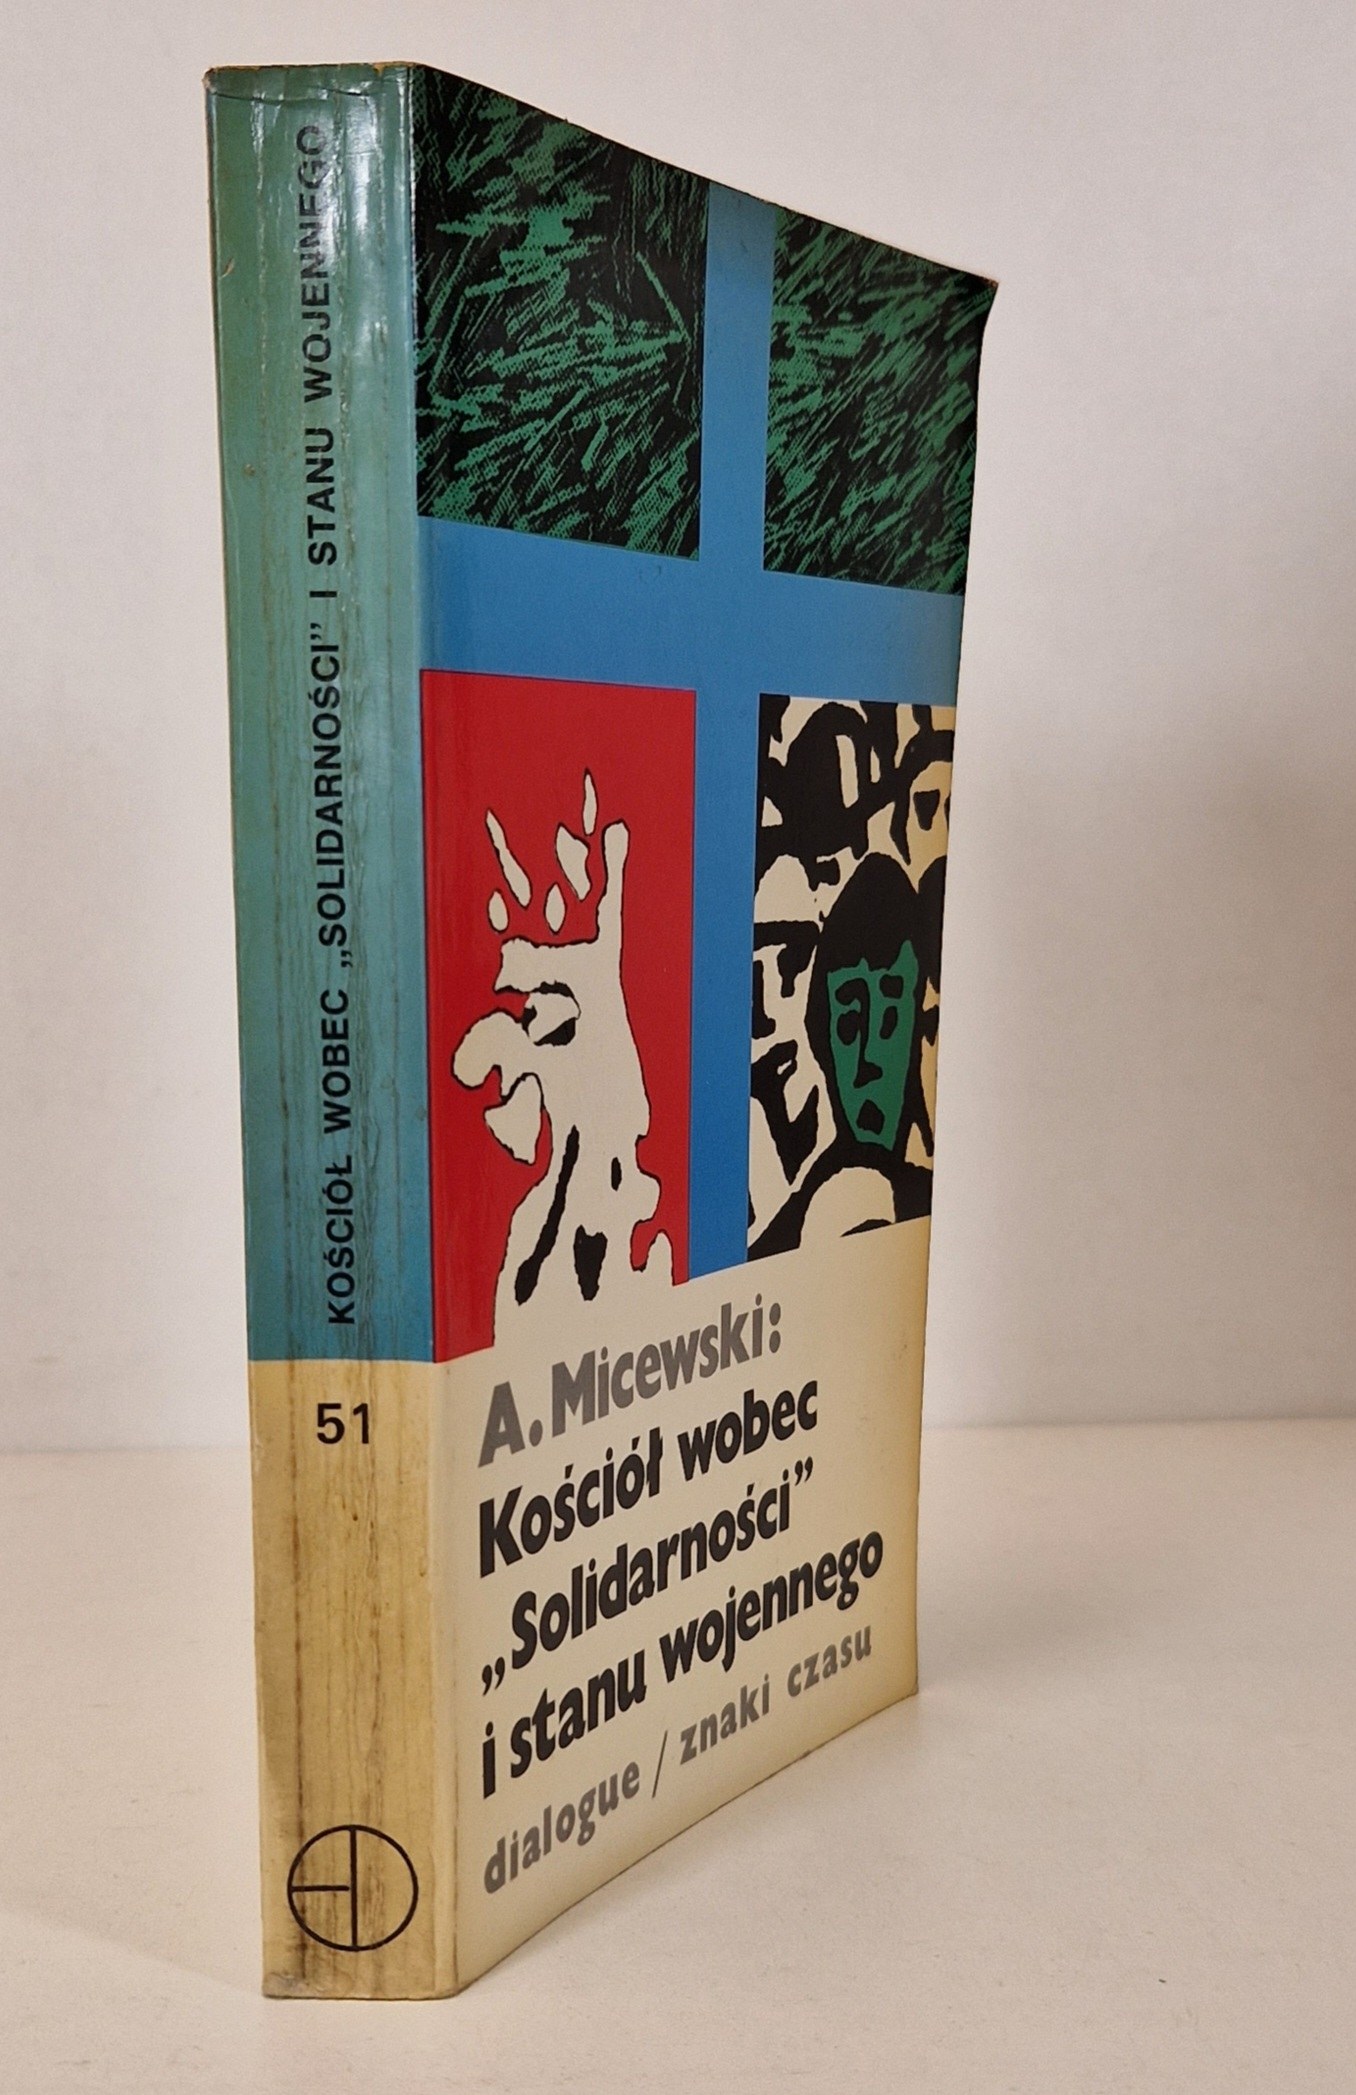 KOŚCIÓŁ WOBEC „SOLIDARNOŚCI” I STANU WOJENNEGO
51
A. Micewski:
Kościół wobec
„Solidarności”
i stanu wojennego
dialogue / znaki czasu